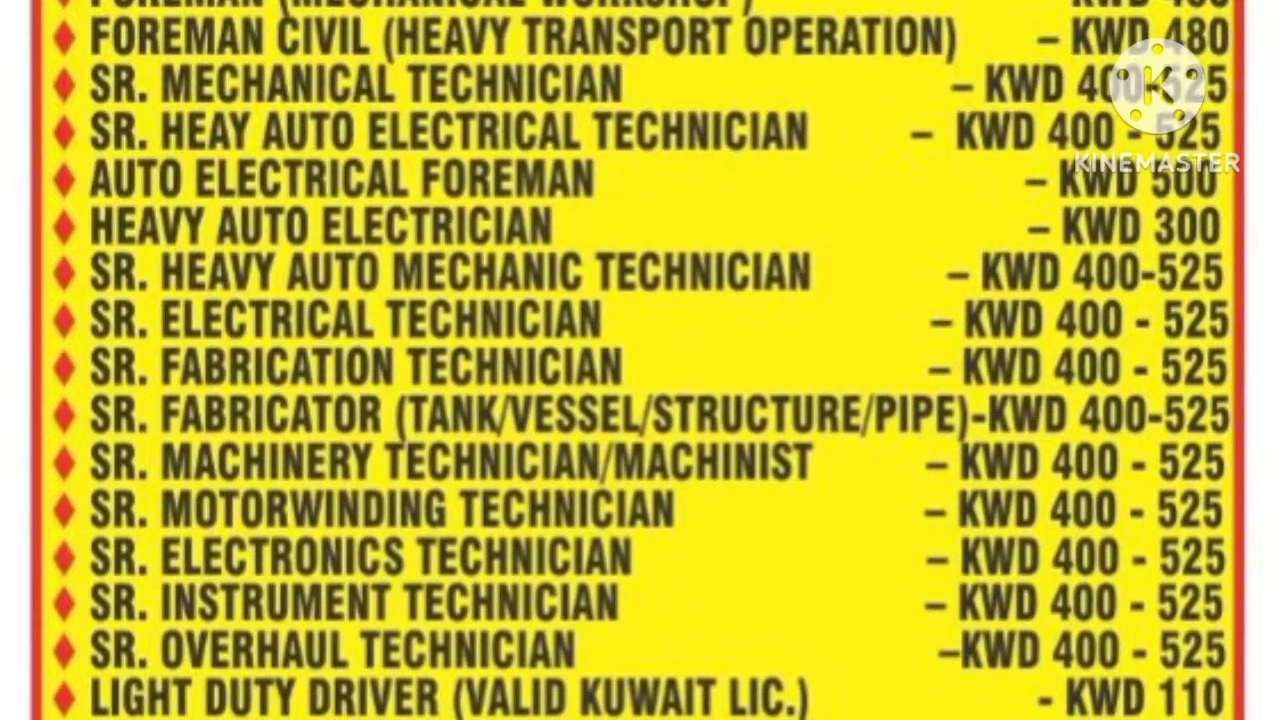 FOREMAN (MECHANICAL WORKSHOP) – KWD 480
♦ FOREMAN CIVIL (HEAVY TRANSPORT OPERATION) – KWD 480
♦ SR. MECHANICAL TECHNICIAN – KWD 400-525
♦ SR. HEAY AUTO ELECTRICAL TECHNICIAN – KWD 400 - 525
♦ AUTO ELECTRICAL FOREMAN – KWD 500
KINEMASTER
♦ HEAVY AUTO ELECTRICIAN – KWD 300
♦ SR. HEAVY AUTO MECHANIC TECHNICIAN – KWD 400-525
♦ SR. ELECTRICAL TECHNICIAN – KWD 400 - 525
♦ SR. FABRICATION TECHNICIAN – KWD 400 - 525
♦ SR. FABRICATOR (TANK/VESSEL/STRUCTURE/PIPE)-KWD 400-525
♦ SR. MACHINERY TECHNICIAN/MACHINIST – KWD 400 - 525
♦ SR. MOTORWINDING TECHNICIAN – KWD 400 - 525
♦ SR. ELECTRONICS TECHNICIAN – KWD 400 - 525
♦ SR. INSTRUMENT TECHNICIAN – KWD 400 - 525
♦ SR. OVERHAUL TECHNICIAN –KWD 400 - 525
♦ LIGHT DUTY DRIVER (VALID KUWAIT LIC.) - KWD 110